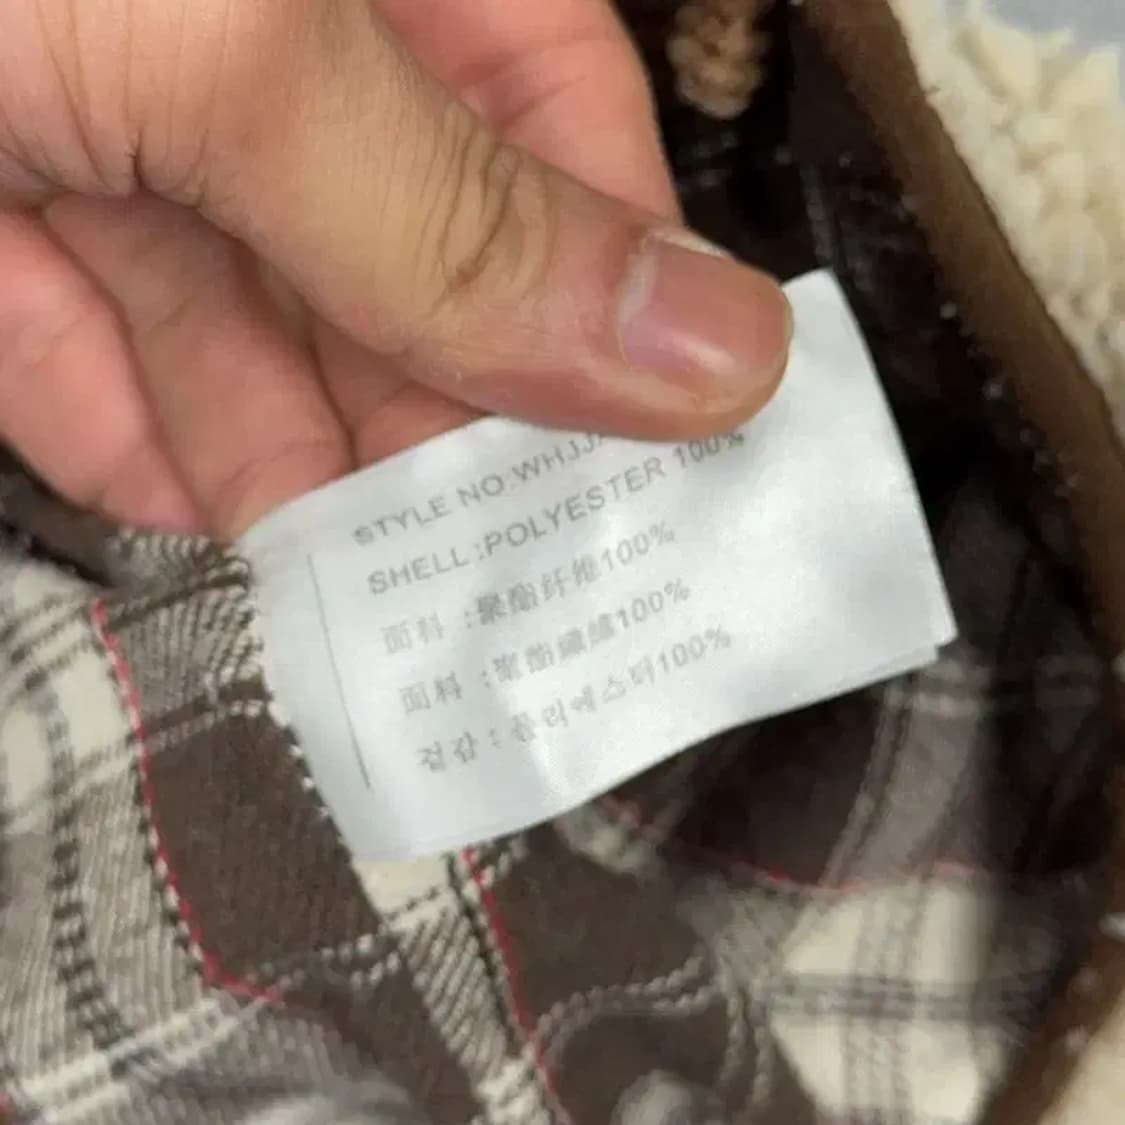 STYLE NO:WHJJ
SHELL:POLYESTER 100%
面料:聚酯纤维100%
面料:聚酯纖維100%
겉감:폴리에스터100%